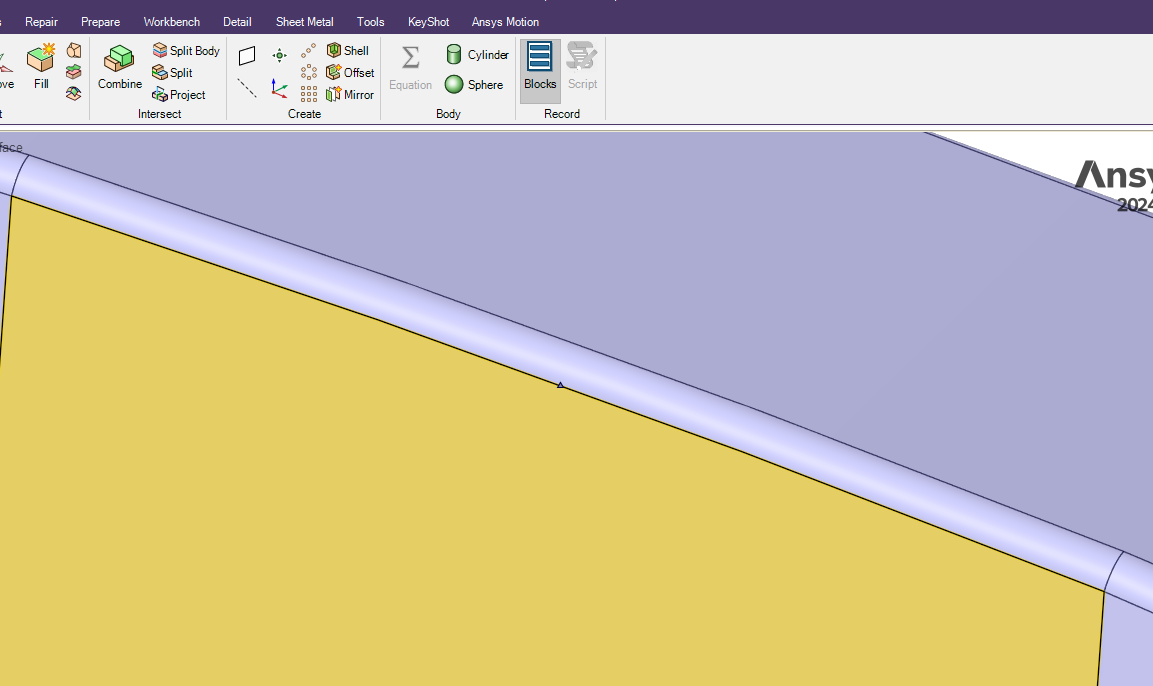 Repair Prepare Workbench Detail Sheet Metal Tools KeyShot Ansys Motion
Fill
Combine
Split Body
Split
Project
Intersect
Shell
Offset
Mirror
Create
Equation
Cylinder
Sphere
Body
Blocks
Script
Record
face
Ansy
2024